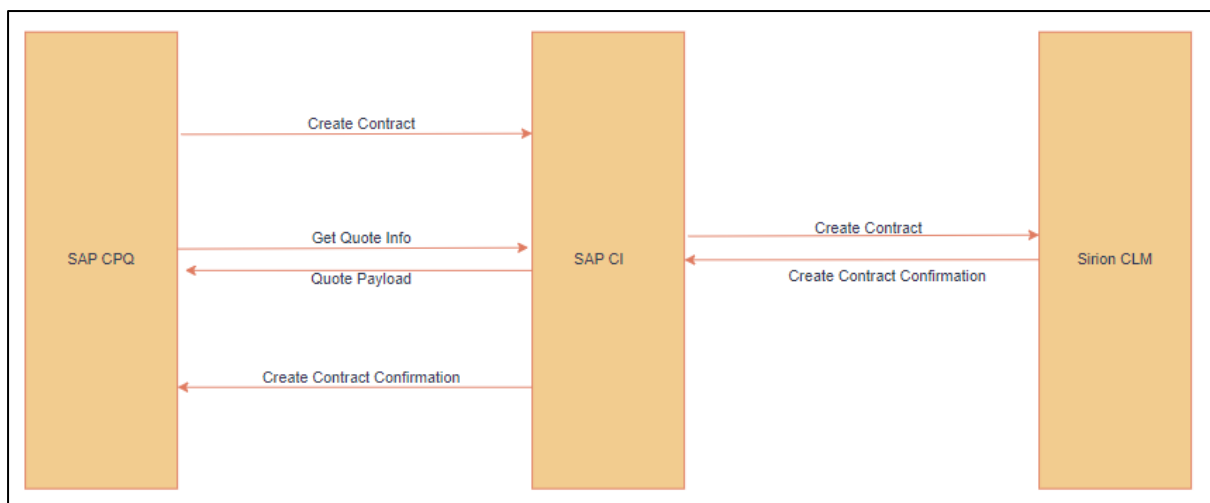 Create Contract
Create Contract
Get Quote Info
SAP CPQ
SAP CI
Sirion CLM
Quote Payload
Create Contract Confirmation
Create Contract Confirmation